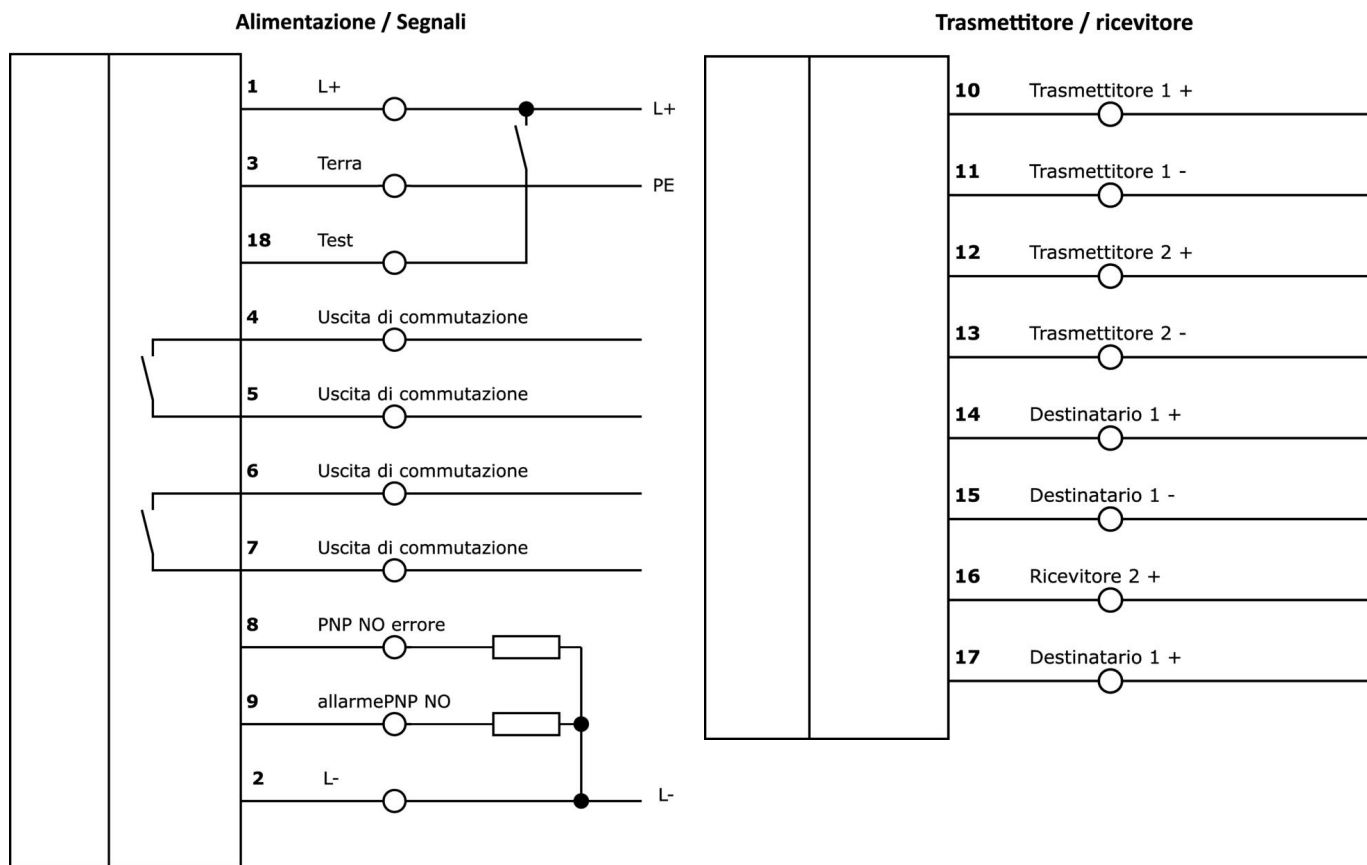 Alimentazione / Segnali
1 L+ L+
3 Terra PE
18 Test
4 Uscita di commutazione
5 Uscita di commutazione
6 Uscita di commutazione
7 Uscita di commutazione
8 PNP NO errore
9 allarmePNP NO
2 L- L-
Trasmettitore / ricevitore
10 Trasmettitore 1 +
11 Trasmettitore 1 -
12 Trasmettitore 2 +
13 Trasmettitore 2 -
14 Destinatario 1 +
15 Destinatario 1 -
16 Ricevitore 2 +
17 Destinatario 1 +